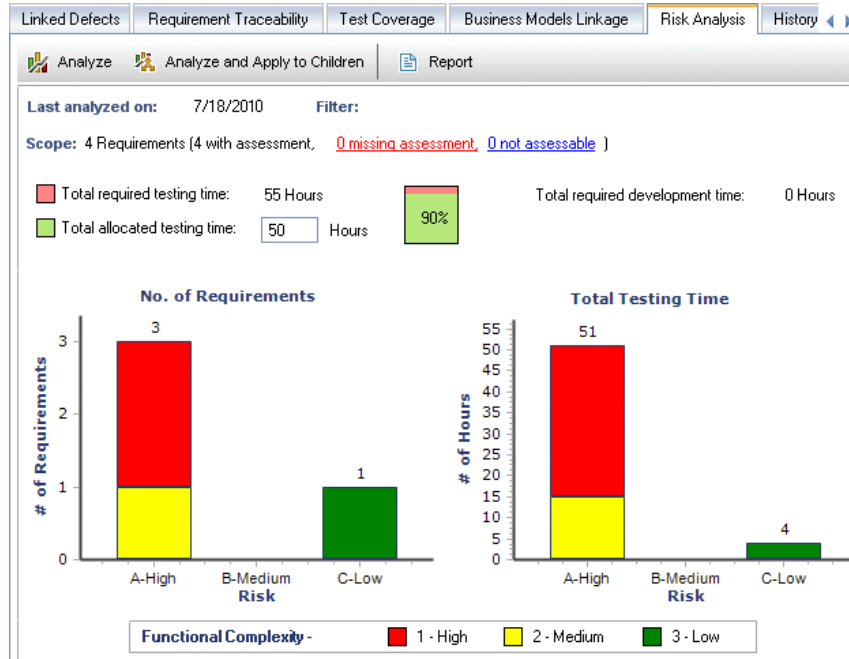 Linked Defects Requirement Traceability Test Coverage Business Models Linkage Risk Analysis History
Analyze Analyze and Apply to Children Report
Last analyzed on: 7/18/2010 Filter:
Scope: 4 Requirements (4 with assessment, 0 missing assessment, 0 not assessable )
Total required testing time: 55 Hours
Total allocated testing time: 50 Hours
90%
Total required development time: 0 Hours
No. of Requirements
3
3
2
1
1
0
# of Requirements
A-High B-Medium C-Low
Risk
Total Testing Time
55
51
50
45
40
35
30
25
20
15
10
5
4
0
# of Hours
A-High B-Medium C-Low
Risk
Functional Complexity - 1 - High 2 - Medium 3 - Low